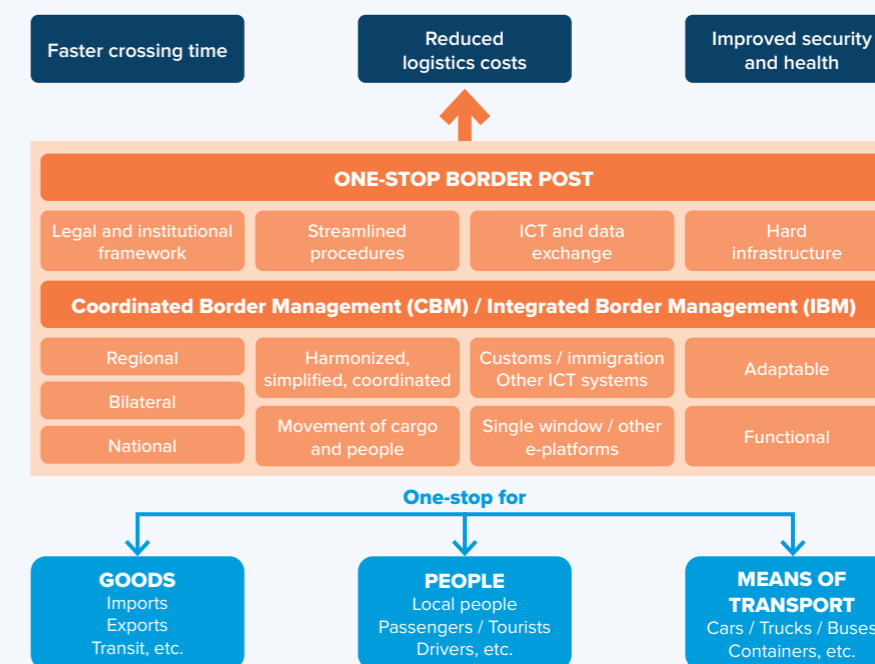 Faster crossing time
Reduced
logistics costs
Improved security
and health
ONE-STOP BORDER POST
Legal and institutional
framework
Streamlined
procedures
ICT and data
exchange
Hard
infrastructure
Coordinated Border Management (CBM) / Integrated Border Management (IBM)
Regional
Bilateral
National
Harmonized,
simplified, coordinated
Movement of cargo
and people
Customs / immigration
Other ICT systems
Single window / other
e-platforms
Adaptable
Functional
One-stop for
GOODS
Imports
Exports
Transit, etc.
PEOPLE
Local people
Passengers / Tourists
Drivers, etc.
MEANS OF
TRANSPORT
Cars / Trucks / Buses
Containers, etc.